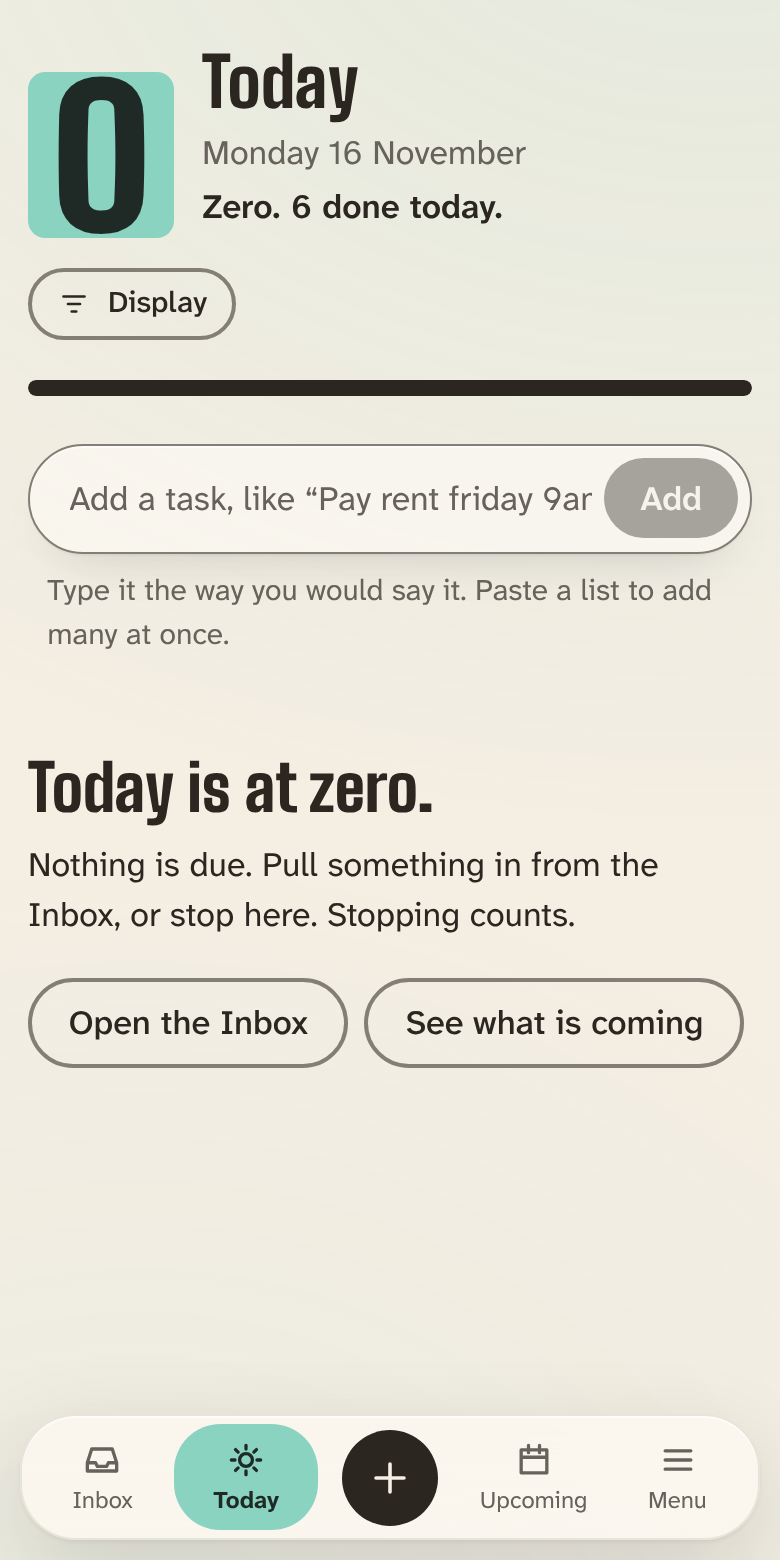 0
Today
Monday 16 November
Zero. 6 done today.
Display
Add a task, like “Pay rent friday 9a
Add
Type it the way you would say it. Paste a list to add
many at once.
Today is at zero.
Nothing is due. Pull something in from the
Inbox, or stop here. Stopping counts.
Open the Inbox
See what is coming
Inbox
Today
Upcoming
Menu